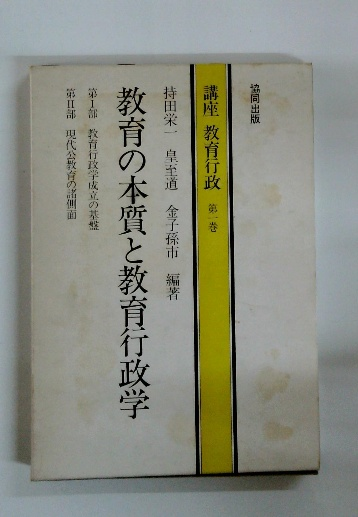 協同出版
講座 教育行政 第一巻
持田栄一 皇至道 金子孫市 編著
教育の本質と教育行政学
第Ⅰ部 教育行政学成立の基盤
第Ⅱ部 現代公教育の諸側面